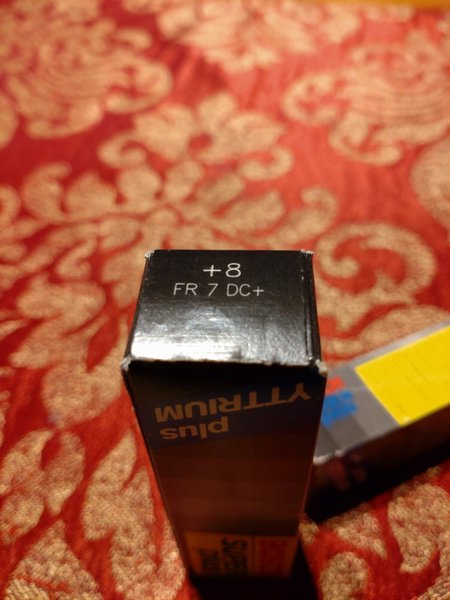 +8
FR 7 DC+
YTTRIUM
plus